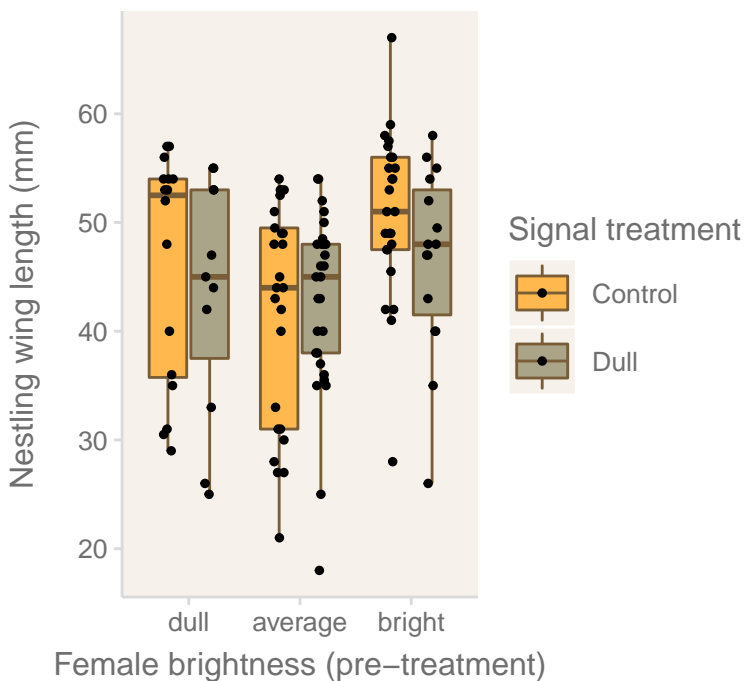 Nestling wing length (mm)
60
50
40
30
20
dull average bright
Female brightness (pre−treatment)
Signal treatment
Control
Dull